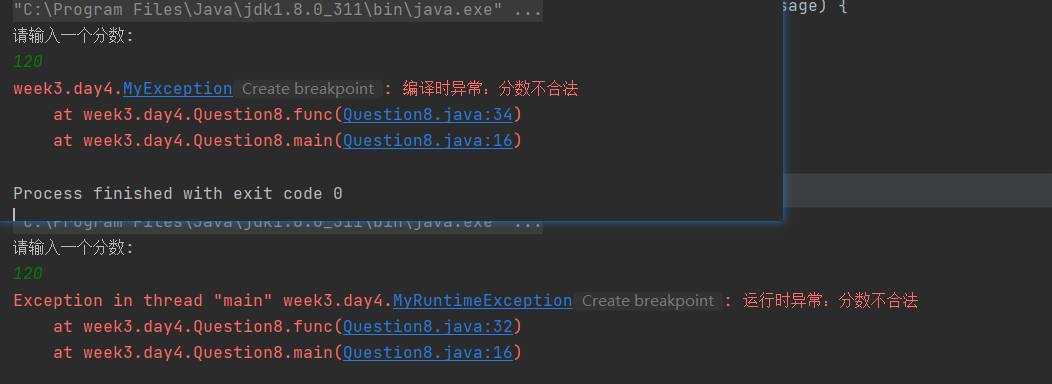 "C:\Program Files\Java\jdk1.8.0_311\bin\java.exe" ...
sage) {
请输入一个分数:
120
week3.day4.MyException Create breakpoint : 编译时异常：分数不合法
    at week3.day4.Question8.func(Question8.java:34)
    at week3.day4.Question8.main(Question8.java:16)
Process finished with exit code 0
"C:\Program Files\Java\jdk1.8.0_311\bin\java.exe" ...
请输入一个分数:
120
Exception in thread "main" week3.day4.MyRuntimeException Create breakpoint : 运行时异常：分数不合法
    at week3.day4.Question8.func(Question8.java:32)
    at week3.day4.Question8.main(Question8.java:16)